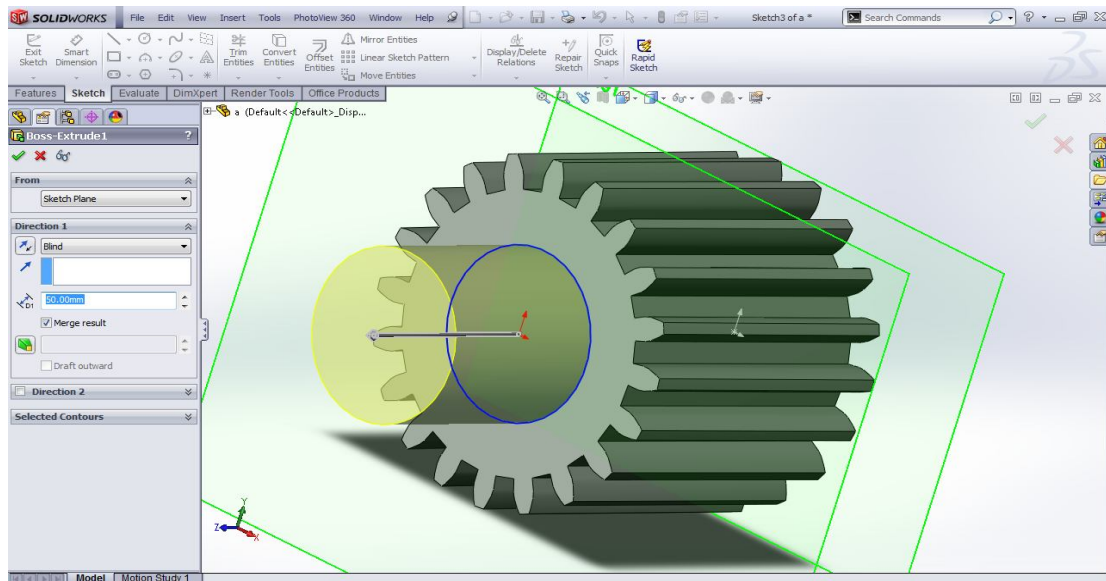 SOLIDWORKS File Edit View Insert Tools PhotoView 360 Window Help Sketch3 of a * Search Commands
Exit Sketch
Smart Dimension
Trim Entities
Convert Entities
Offset Entities
Mirror Entities
Linear Sketch Pattern
Move Entities
Display/Delete Relations
Repair Sketch
Quick Snaps
Rapid Sketch
Features Sketch Evaluate DimXpert Render Tools Office Products
a (Default<<Default>_Disp...
Boss-Extrude1 ?
From
Sketch Plane
Direction 1
Blind
D1 50.00mm
Merge result
Draft outward
Direction 2
Selected Contours
Y
Z
X
Model Motion Study 1